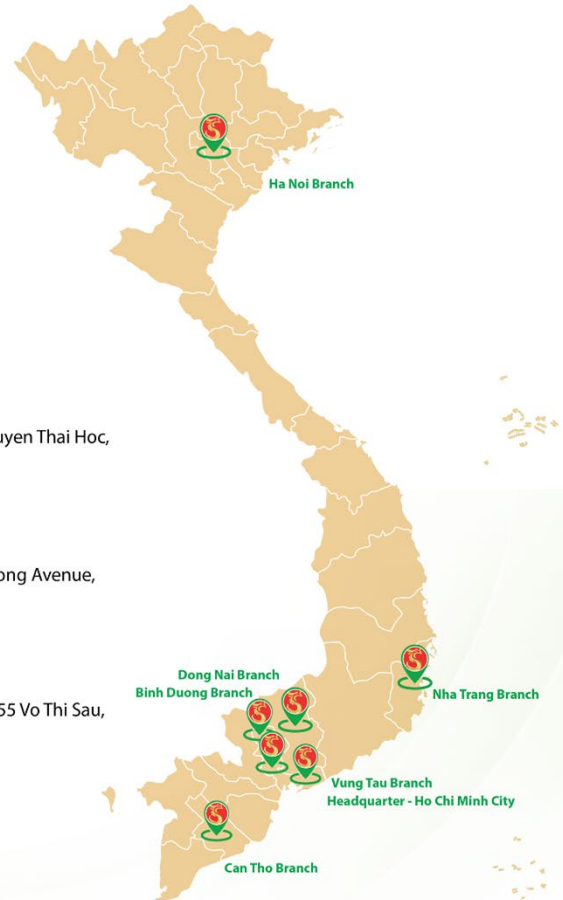 Ha Noi Branch
uyen Thai Hoc,
ong Avenue,
55 Vo Thi Sau,
Dong Nai Branch
Binh Duong Branch
Nha Trang Branch
Vung Tau Branch
Headquarter - Ho Chi Minh City
Can Tho Branch